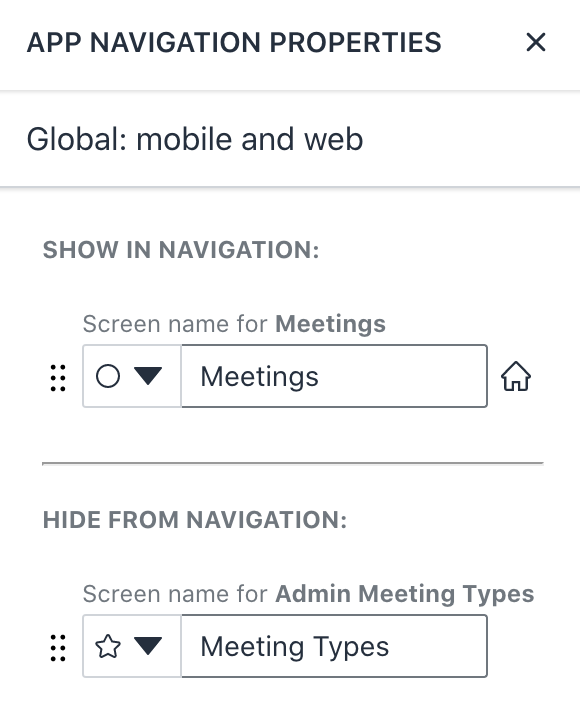 APP NAVIGATION PROPERTIES
Global: mobile and web
SHOW IN NAVIGATION:
Screen name for Meetings
Meetings
HIDE FROM NAVIGATION:
Screen name for Admin Meeting Types
Meeting Types